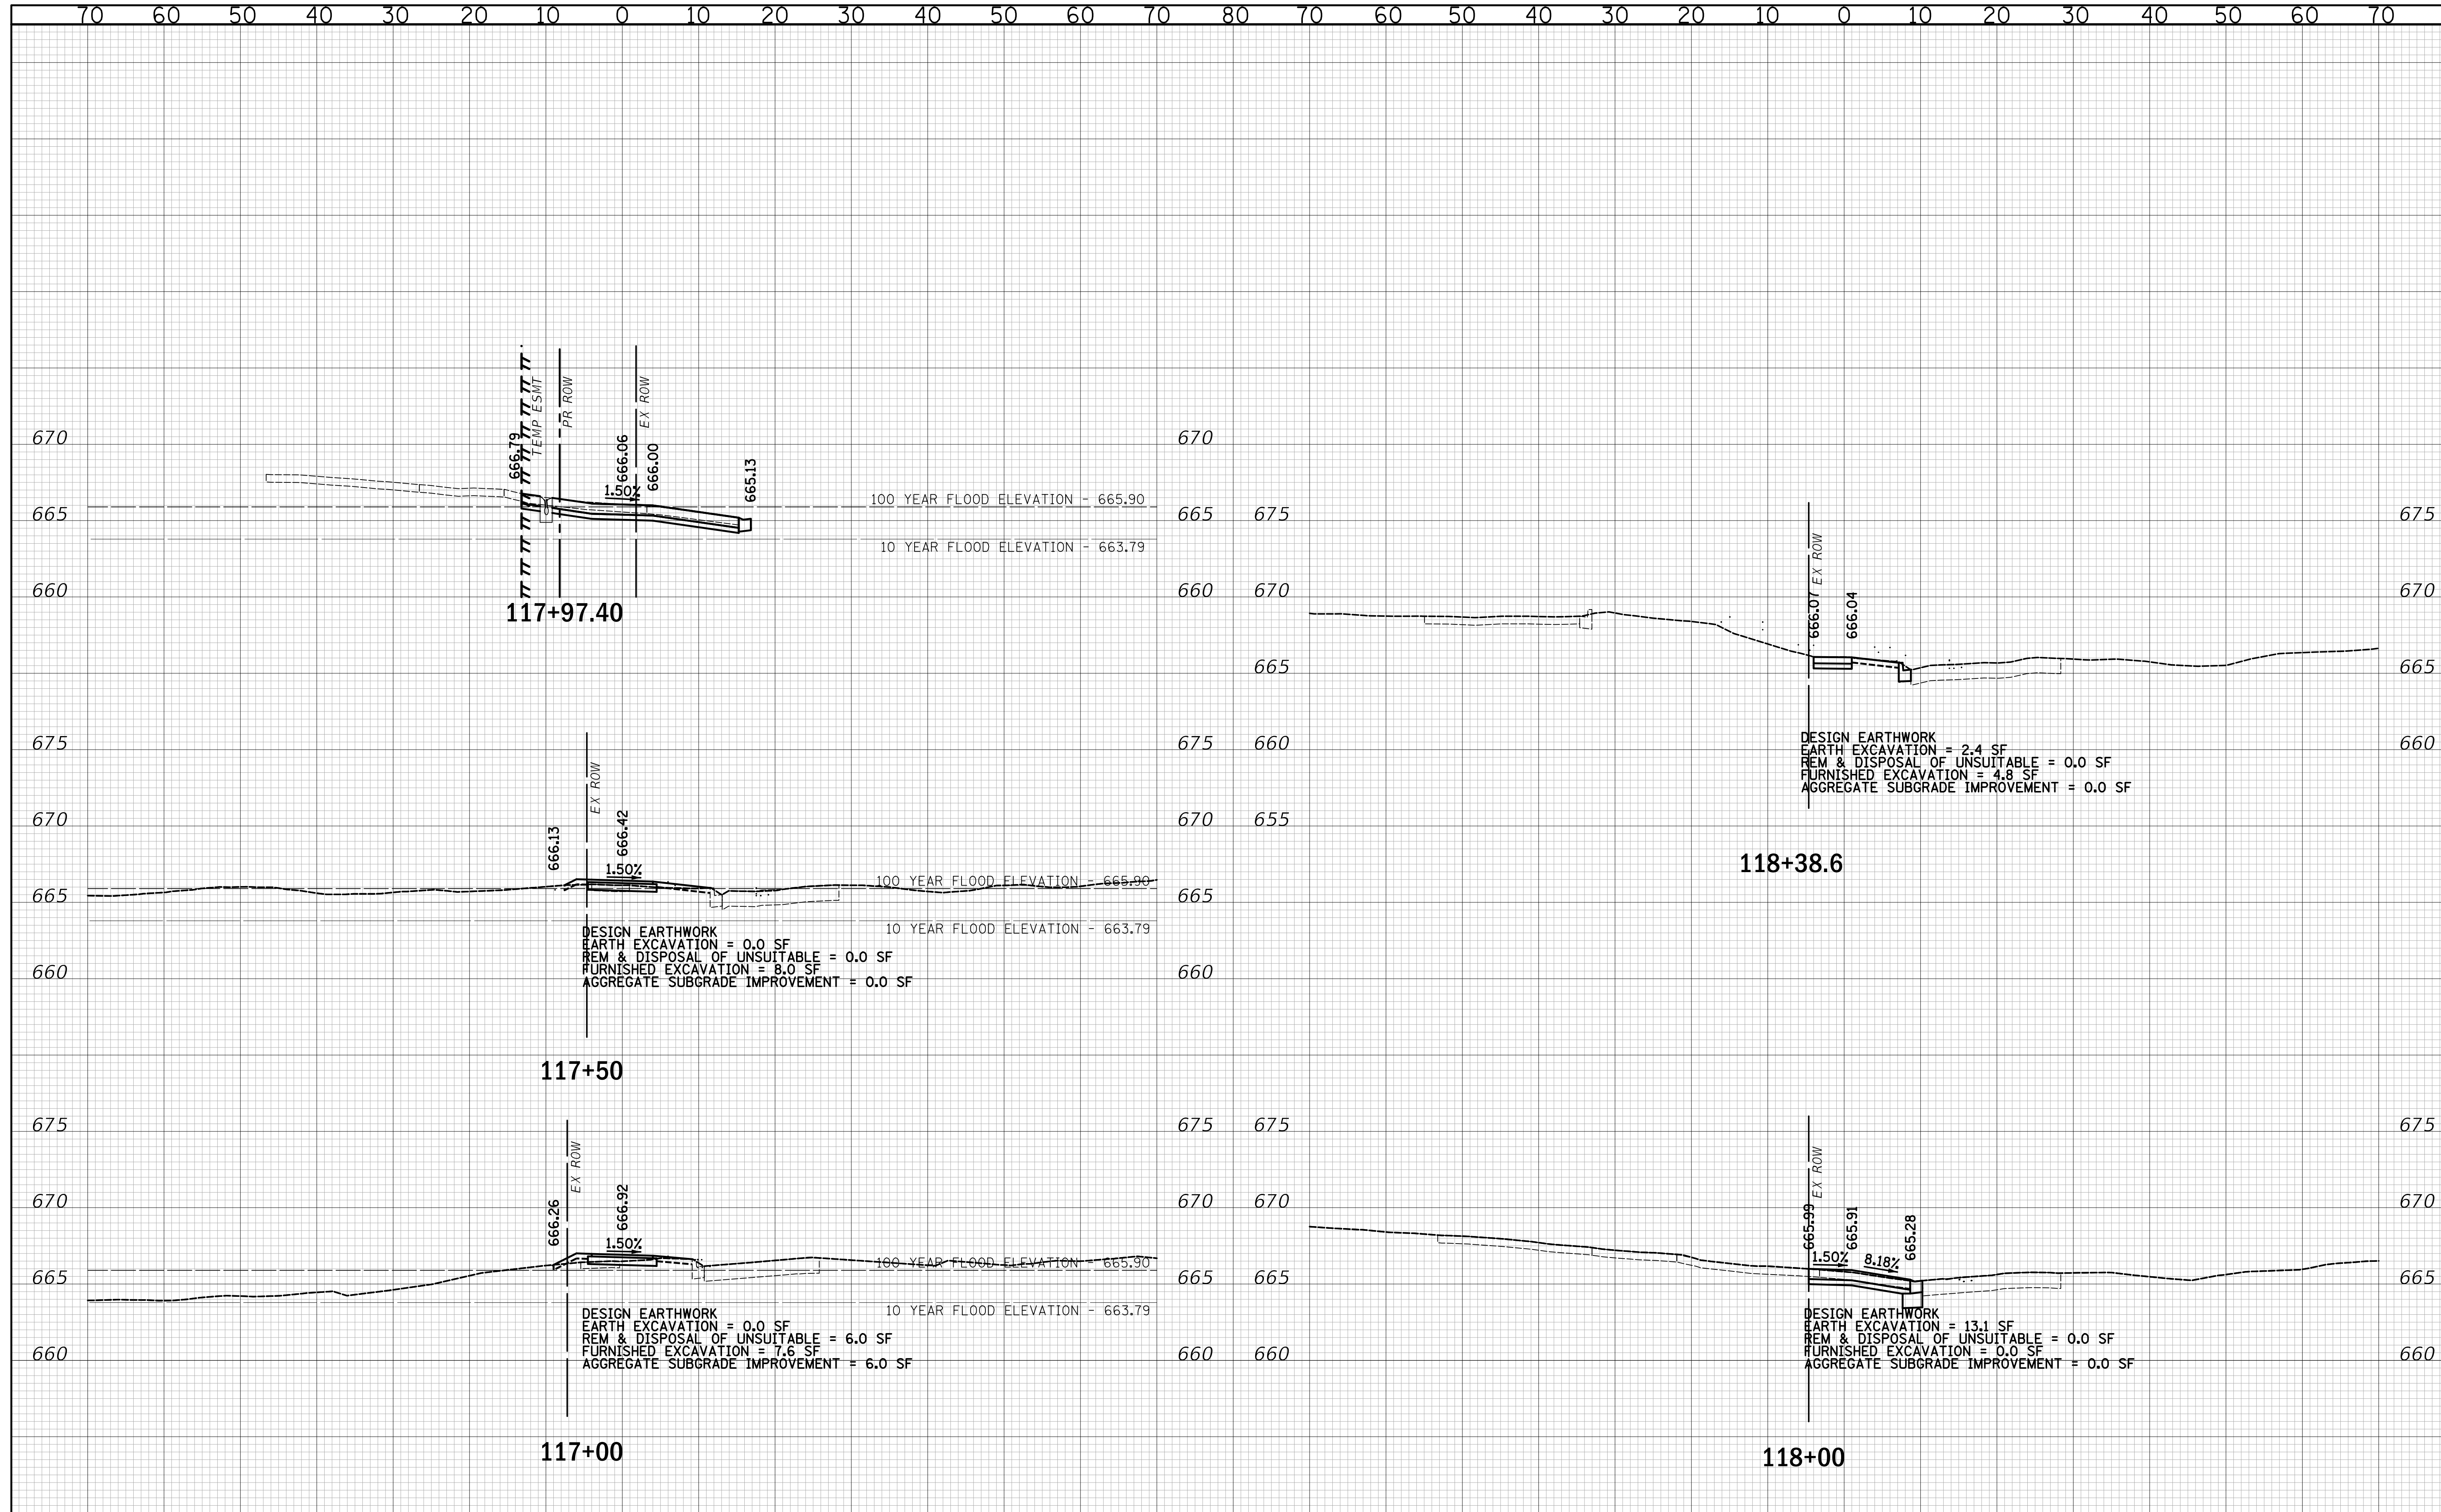 70 60 50 40 30 20 10 0 10 20 30 40 50 60 70 80 70 60 50 40 30 20 10 0 10 20 30 40 50 60 70
TEMP ESMT
PR ROW
EX ROW
666.79
666.06
666.00
665.13
1.50%
670 670
100 YEAR FLOOD ELEVATION - 665.90
665 665
10 YEAR FLOOD ELEVATION - 663.79
660 660
117+97.40
675 675
EX ROW
670 670
666.13
666.42
1.50%
100 YEAR FLOOD ELEVATION - 665.90
665 665
10 YEAR FLOOD ELEVATION - 663.79
DESIGN EARTHWORK
EARTH EXCAVATION = 0.0 SF
REM & DISPOSAL OF UNSUITABLE = 0.0 SF
FURNISHED EXCAVATION = 8.0 SF
AGGREGATE SUBGRADE IMPROVEMENT = 0.0 SF
660 660
117+50
675 675
EX ROW
670 670
666.26
666.92
1.50%
100 YEAR FLOOD ELEVATION - 665.90
665 665
10 YEAR FLOOD ELEVATION - 663.79
DESIGN EARTHWORK
EARTH EXCAVATION = 0.0 SF
REM & DISPOSAL OF UNSUITABLE = 6.0 SF
FURNISHED EXCAVATION = 7.6 SF
AGGREGATE SUBGRADE IMPROVEMENT = 6.0 SF
660 660
117+00
675 675
EX ROW
670 670
666.07
666.04
665 665
660 660
DESIGN EARTHWORK
EARTH EXCAVATION = 2.4 SF
REM & DISPOSAL OF UNSUITABLE = 0.0 SF
FURNISHED EXCAVATION = 4.8 SF
AGGREGATE SUBGRADE IMPROVEMENT = 0.0 SF
655
118+38.6
675 675
EX ROW
670 670
665.99
665.91
665.28
1.50%
8.18%
665 665
DESIGN EARTHWORK
EARTH EXCAVATION = 13.1 SF
REM & DISPOSAL OF UNSUITABLE = 0.0 SF
FURNISHED EXCAVATION = 0.0 SF
AGGREGATE SUBGRADE IMPROVEMENT = 0.0 SF
660 660
118+00